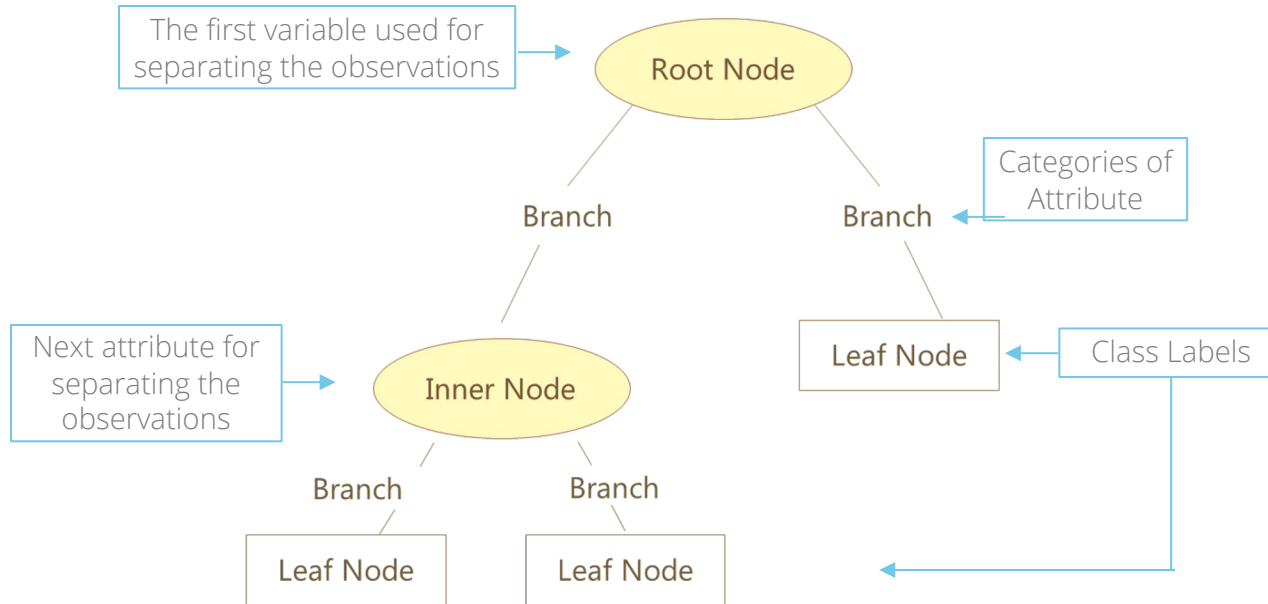 The first variable used for
separating the observations
Root Node
Categories of
Attribute
Branch
Branch
Next attribute for
separating the
observations
Inner Node
Leaf Node
Class Labels
Branch
Branch
Leaf Node
Leaf Node